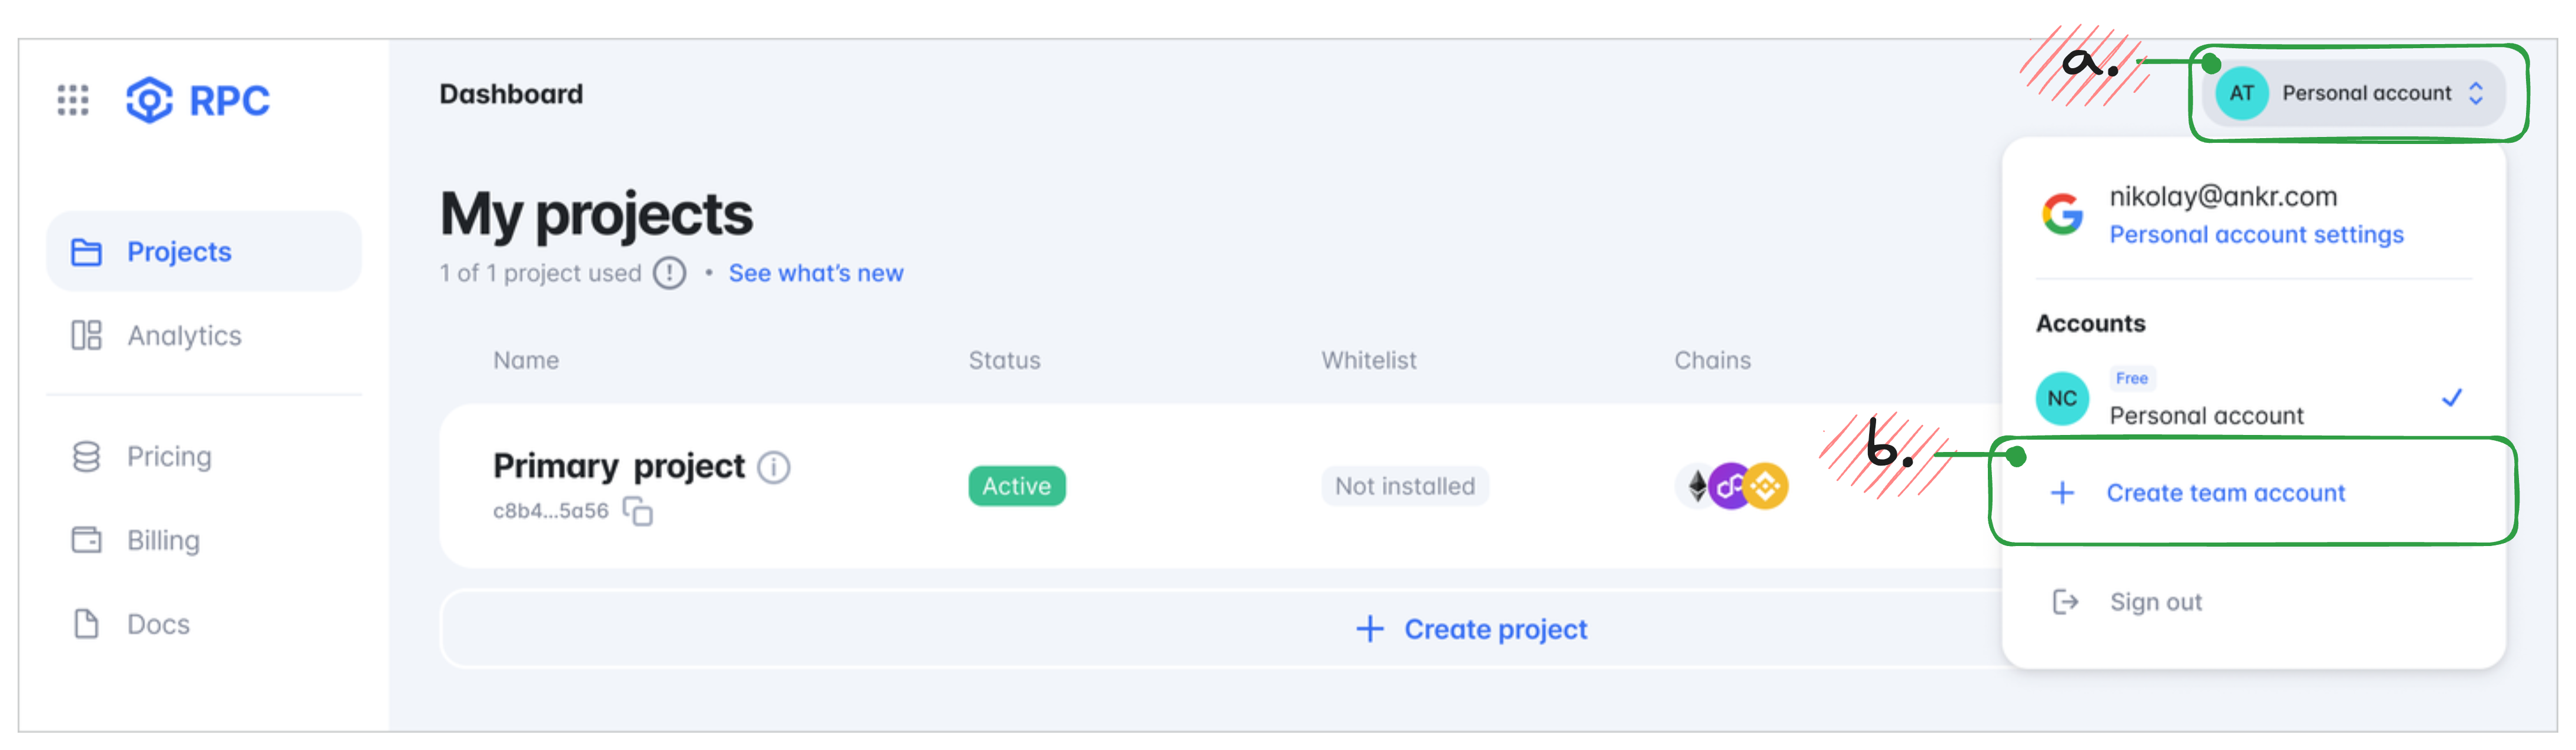 RPC
Projects
Analytics
Pricing
Billing
Docs
Dashboard
My projects
1 of 1 project used ! • See what's new
Name Status Whitelist Chains
Primary project i
c8b4...5a56
Active
Not installed
+ Create project
a.
AT Personal account
nikolay@ankr.com
Personal account settings
Accounts
Free
NC
Personal account
b.
+ Create team account
Sign out